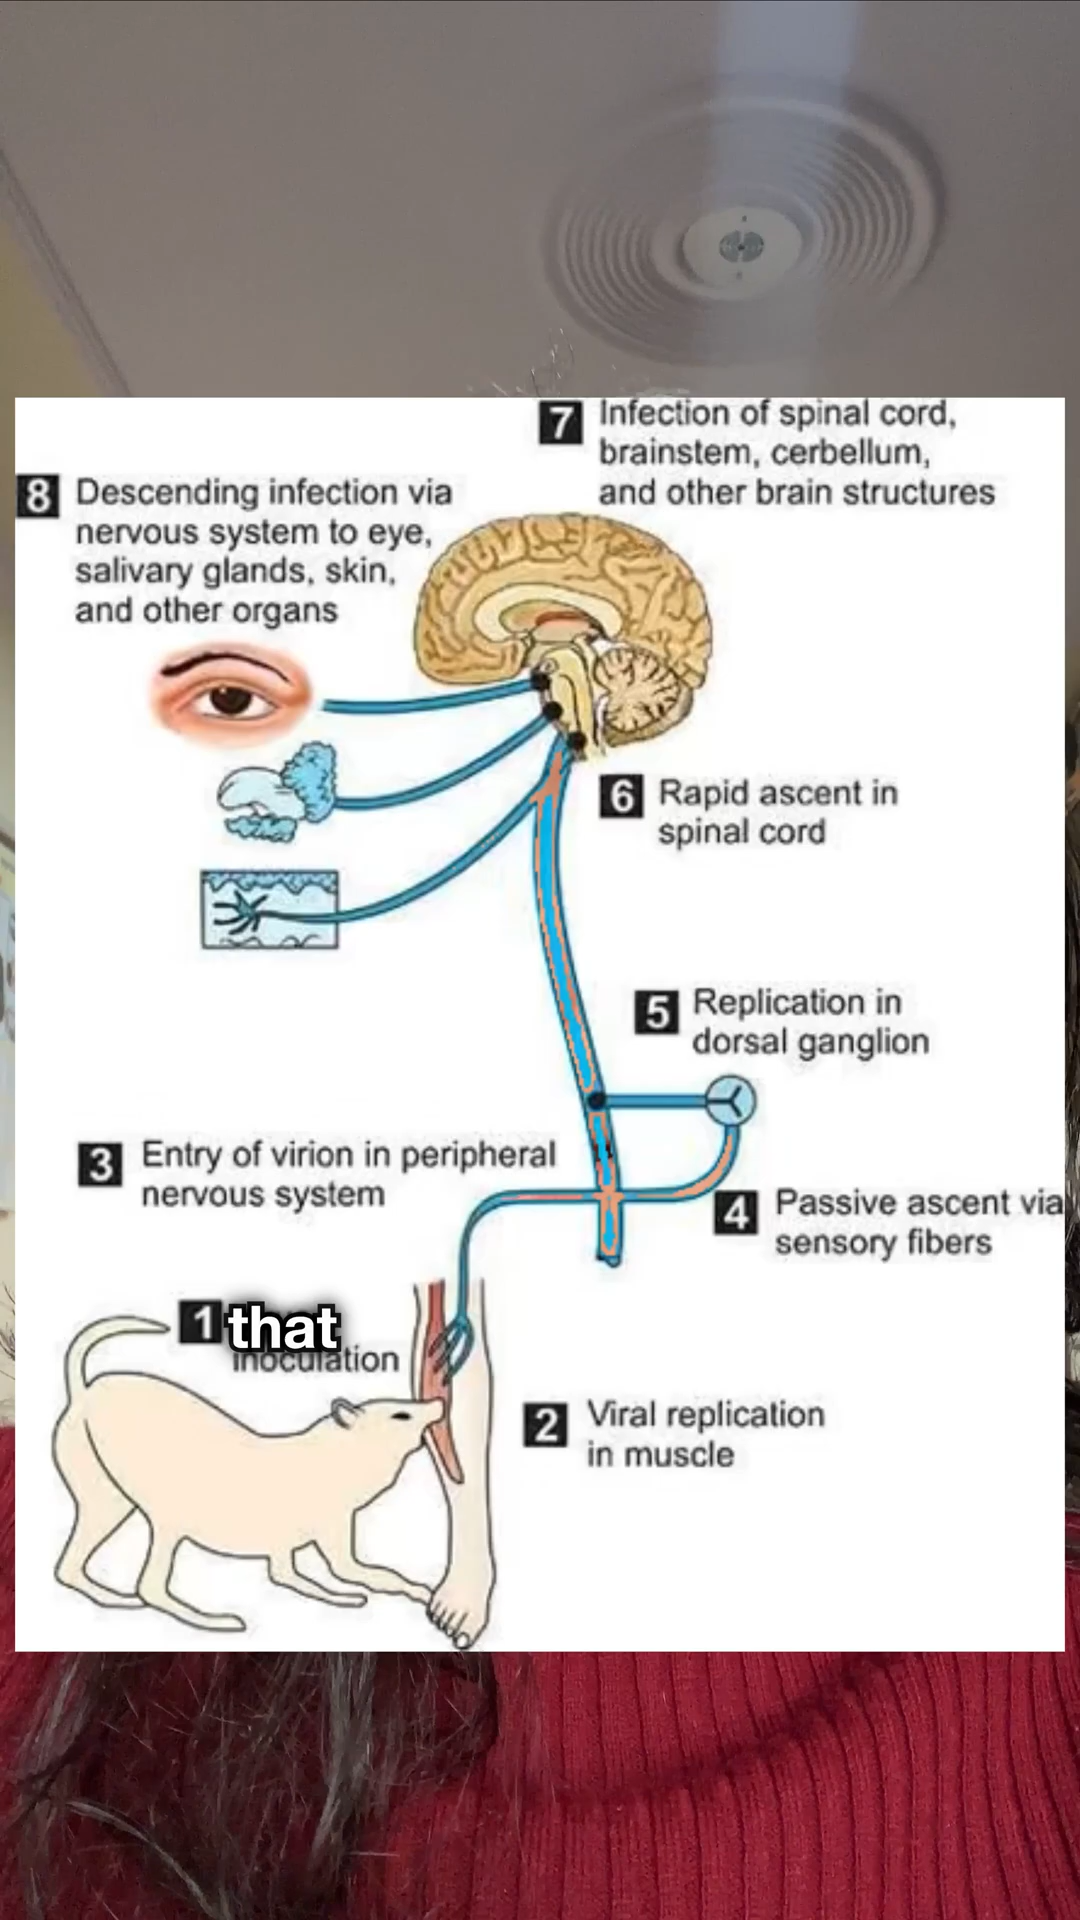 7 Infection of spinal cord,
brainstem, cerbellum,
and other brain structures
8 Descending infection via
nervous system to eye,
salivary glands, skin,
and other organs
6 Rapid ascent in
spinal cord
5 Replication in
dorsal ganglion
3 Entry of virion in peripheral
nervous system
4 Passive ascent via
sensory fibers
1 that
inoculation
2 Viral replication
in muscle